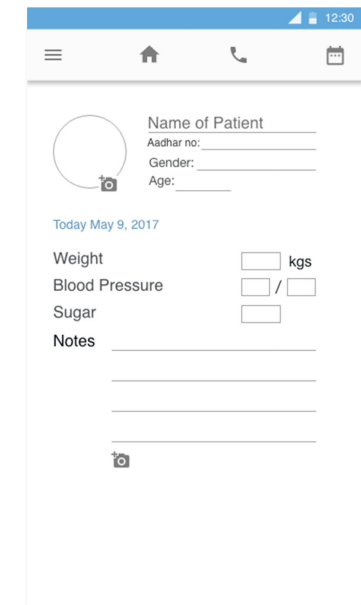 12:30
Name of Patient
Aadhar no:
Gender:
Age:
Today May 9, 2017
Weight kgs
Blood Pressure /
Sugar
Notes